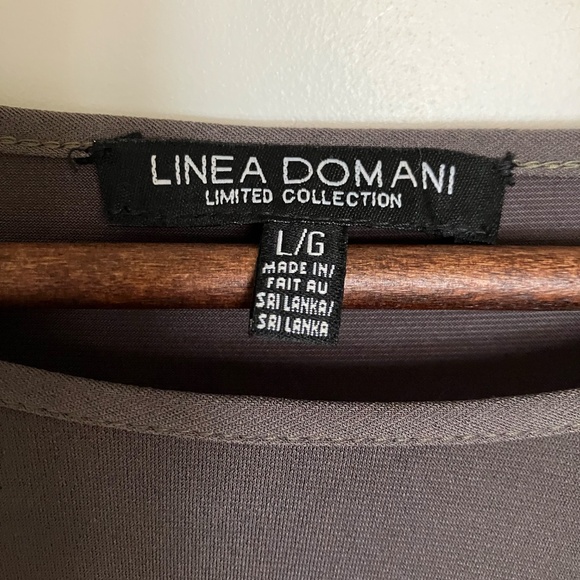 LINEA DOMANI
LIMITED COLLECTION
L/G
MADE IN/
FAIT AU
SRI LANKA/
SRI LANKA